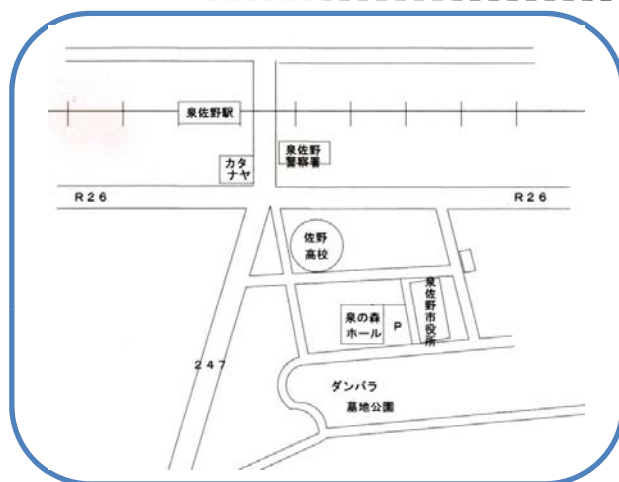 泉佐野駅
泉佐野
警察署
カタ
ナヤ
R26
R26
佐野
高校
泉佐野市役所
泉の森
ホール
P
247
ダンバラ
墓地公園